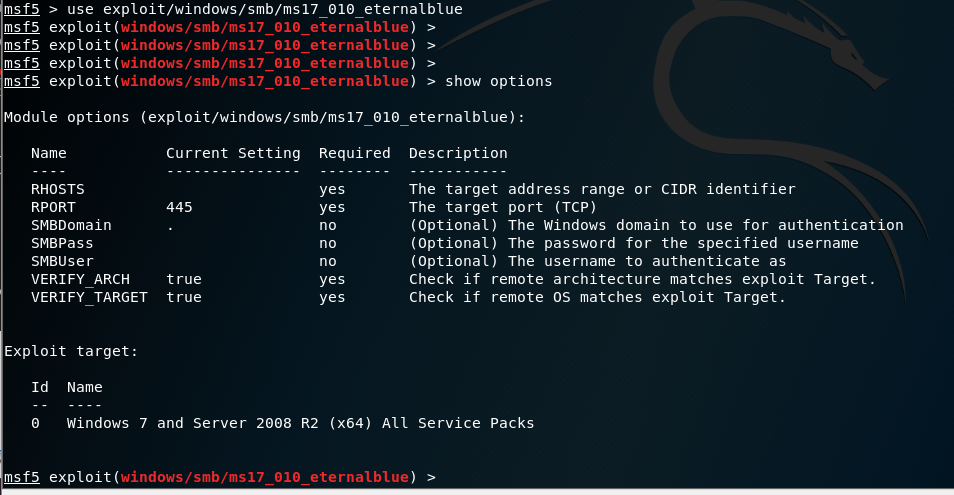 msf5 > use exploit/windows/smb/ms17_010_eternalblue
msf5 exploit(windows/smb/ms17_010_eternalblue) >
msf5 exploit(windows/smb/ms17_010_eternalblue) >
msf5 exploit(windows/smb/ms17_010_eternalblue) >
msf5 exploit(windows/smb/ms17_010_eternalblue) > show options

Module options (exploit/windows/smb/ms17_010_eternalblue):

   Name           Current Setting  Required  Description
   ----           ---------------  --------  -----------
   RHOSTS                          yes       The target address range or CIDR identifier
   RPORT          445              yes       The target port (TCP)
   SMBDomain      .                no        (Optional) The Windows domain to use for authentication
   SMBPass                         no        (Optional) The password for the specified username
   SMBUser                         no        (Optional) The username to authenticate as
   VERIFY_ARCH    true             yes       Check if remote architecture matches exploit Target.
   VERIFY_TARGET  true             yes       Check if remote OS matches exploit Target.

Exploit target:

   Id  Name
   --  ----
   0   Windows 7 and Server 2008 R2 (x64) All Service Packs

msf5 exploit(windows/smb/ms17_010_eternalblue) >